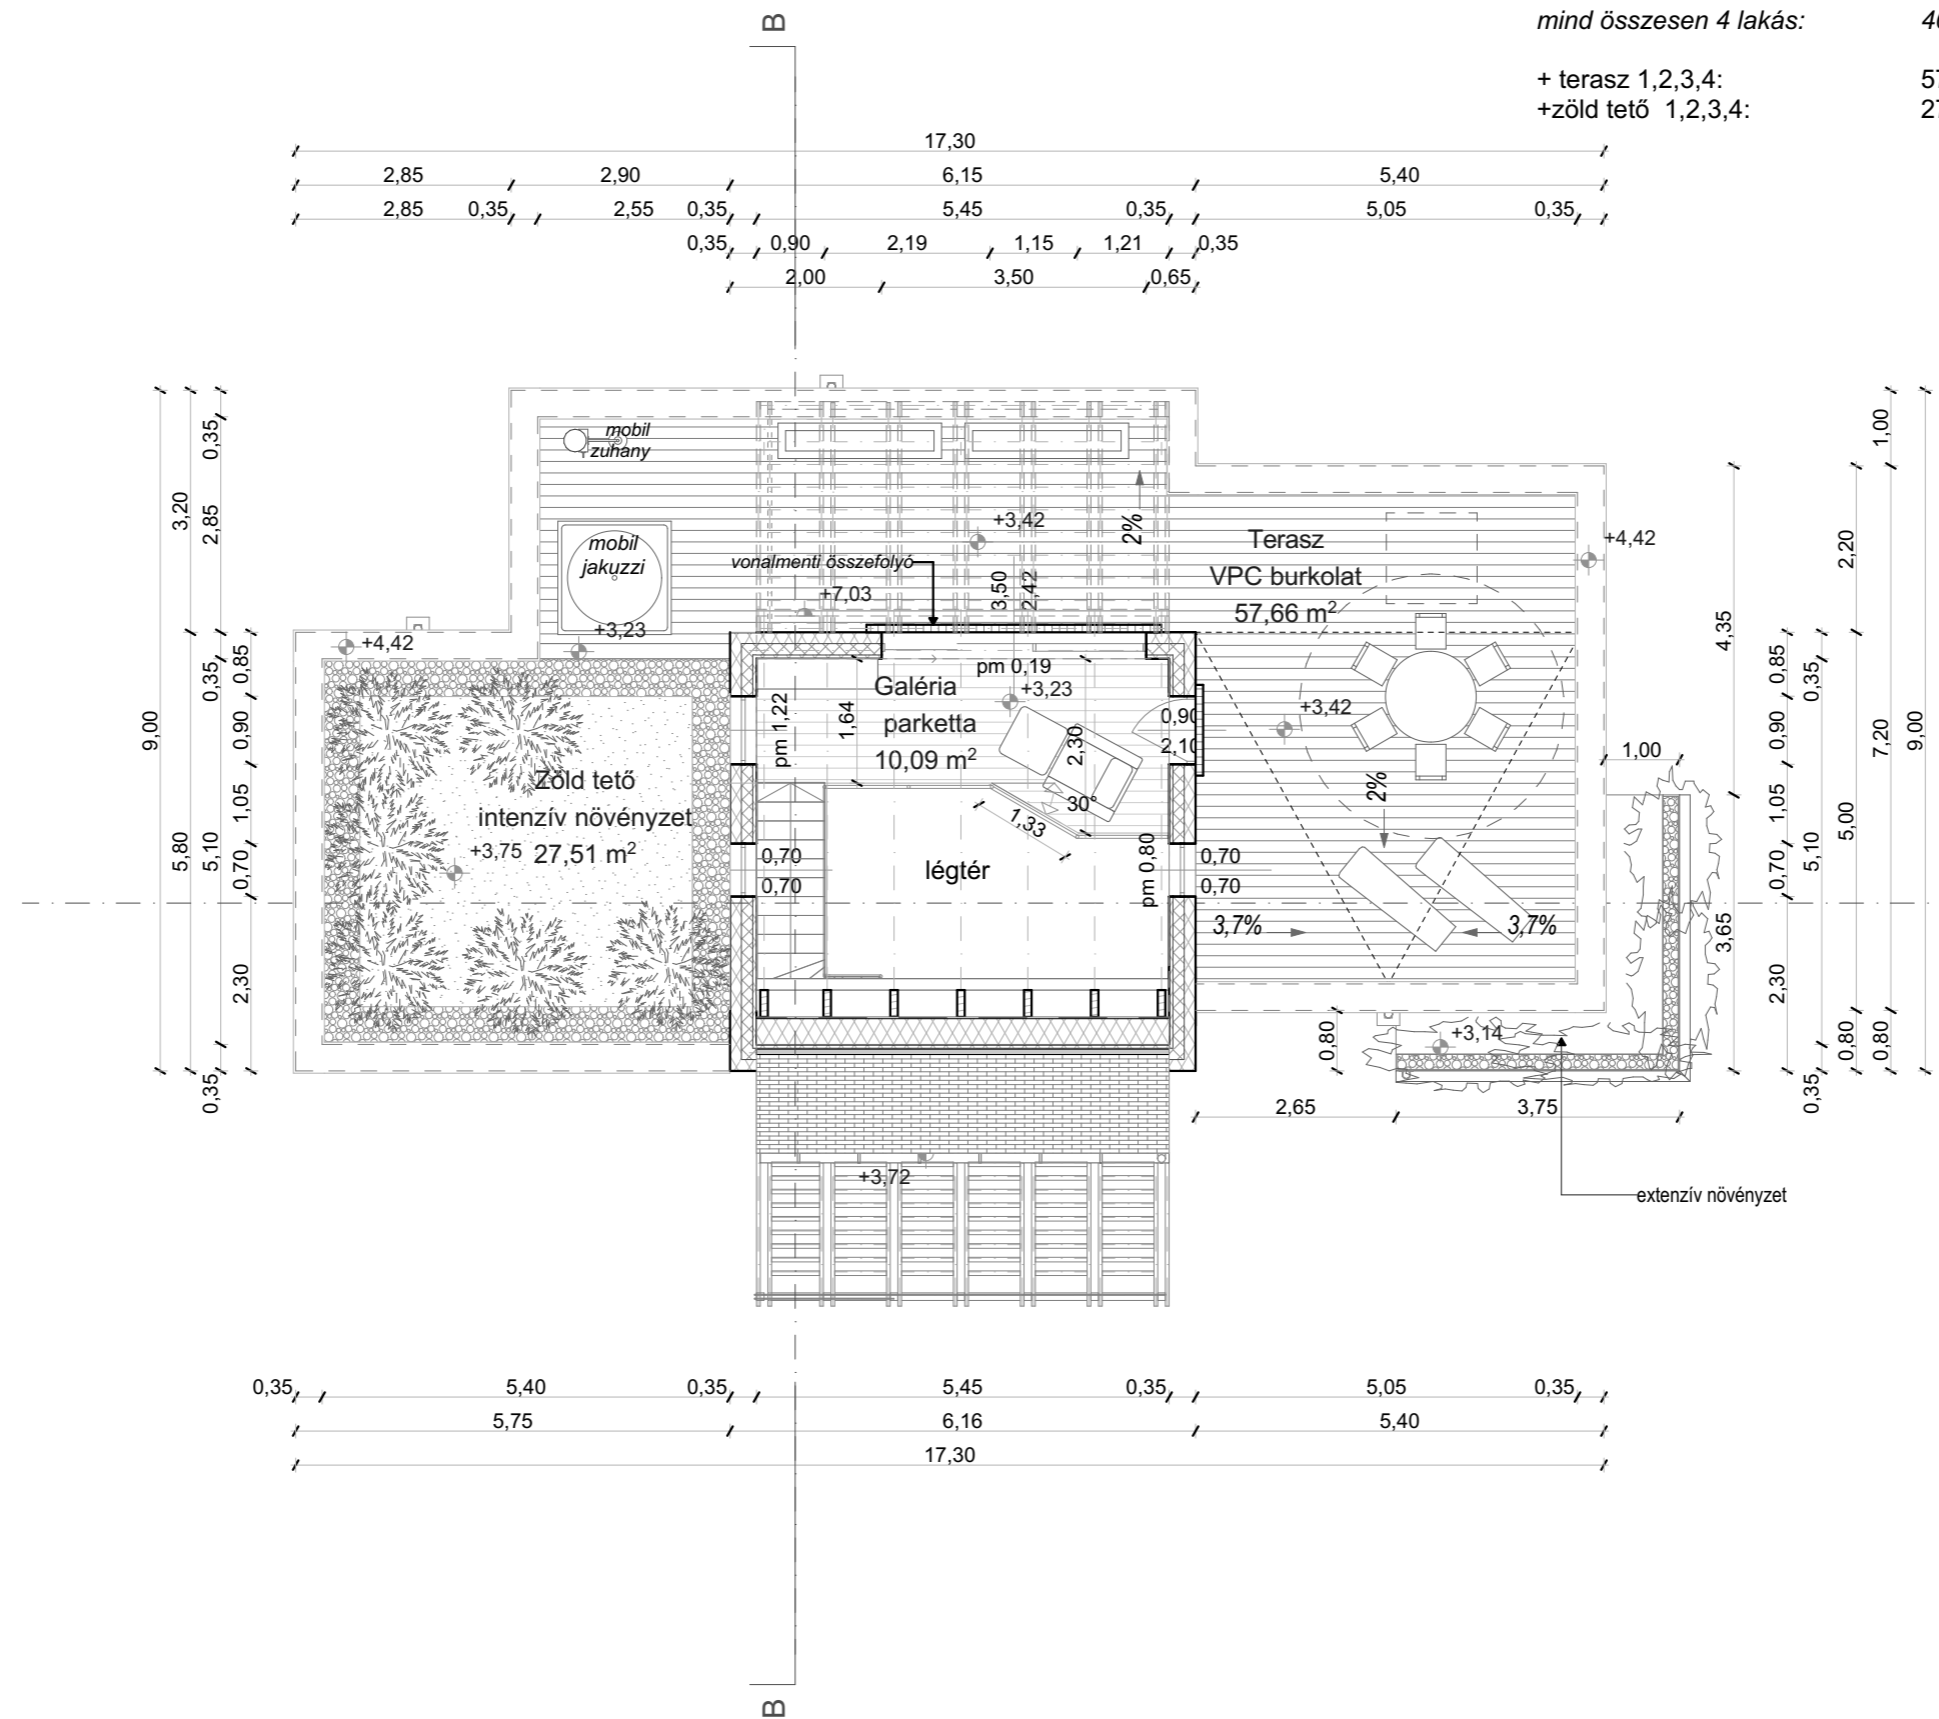 B
mind összesen 4 lakás:
+ terasz 1,2,3,4:
+zöld tető 1,2,3,4:
17,30
2,85 2,90 6,15 5,40
2,85 0,35 2,55 0,35 5,45 0,35 5,05 0,35
0,35 0,90 2,19 1,15 1,21 0,35
2,00 3,50 0,65
9,00
3,20
5,80
0,35
2,85
0,35
5,10
0,35
0,85
0,90
1,05
0,70
2,30
mobil
zuhany
mobil
jakuzzi
vonalmenti összefolyó
+3,42
2%
3,50
2,42
+7,03
+3,23
+4,42
Terasz
VPC burkolat
57,66 m²
+4,42
pm 0,19
Galéria
+3,23
parketta
10,09 m²
pm 1,22
1,64
2,30
0,90
2,10
+3,42
Zöld tető
intenzív növényzet
+3,75 27,51 m²
30°
1,33
légtér
0,70
0,70
pm 0,80
0,70
0,70
2%
3,7%
3,7%
1,00
+3,14
0,80
2,65 3,75
extenzív növényzet
+3,72
4,35
3,65
0,85
0,90
1,05
0,70
2,30
0,35
5,10
0,35
2,20
5,00
0,80
1,00
7,20
0,80
9,00
0,35 5,40 0,35 5,45 0,35 5,05 0,35
5,75 6,16 5,40
17,30
B